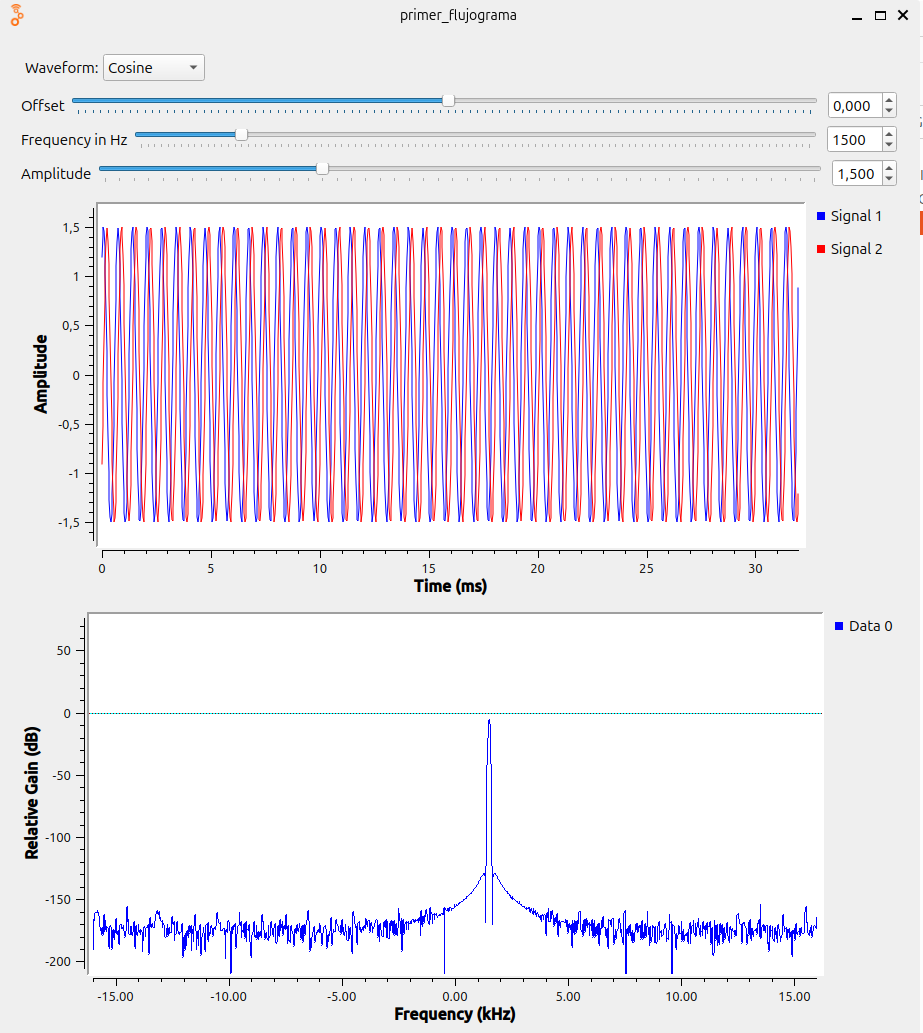 primer_flujograma
Waveform: Cosine
Offset 0,000
Frequency in Hz 1500
Amplitude 1,500
Signal 1
Signal 2
Amplitude
1,5
1
0,5
0
-0,5
-1
-1,5
0 5 10 15 20 25 30
Time (ms)
Data 0
Relative Gain (dB)
50
0
-50
-100
-150
-200
-15.00 -10.00 -5.00 0.00 5.00 10.00 15.00
Frequency (kHz)